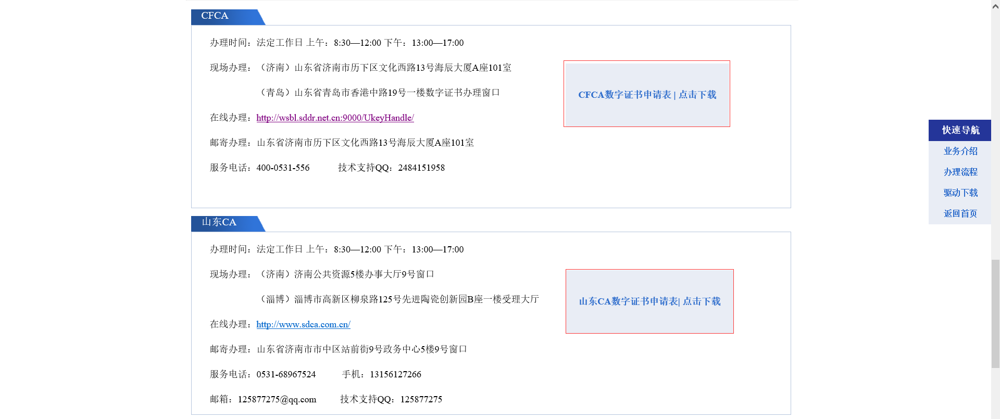 CFCA
办理时间：法定工作日 上午：8:30—12:00 下午：13:00—17:00
现场办理：（济南）山东省济南市历下区文化西路13号海辰大厦A座101室
（青岛）山东省青岛市香港中路19号一楼数字证书办理窗口
在线办理：http://wsbl.sddr.net.cn:9000/UkeyHandle/
邮寄办理：山东省济南市历下区文化西路13号海辰大厦A座101室
服务电话：400-0531-556 技术支持QQ：2484151958
CFCA数字证书申请表 | 点击下载
山东CA
办理时间：法定工作日 上午：8:30—12:00 下午：13:00—17:00
现场办理：（济南）济南公共资源5楼办事大厅9号窗口
（淄博）淄博市高新区柳泉路125号先进陶瓷创新园B座一楼受理大厅
在线办理：http://www.sdca.com.cn/
邮寄办理：山东省济南市市中区站前街9号政务中心5楼9号窗口
服务电话：0531-68967524 手机：13156127266
邮箱：125877275@qq.com 技术支持QQ：125877275
山东CA数字证书申请表| 点击下载
快速导航
业务介绍
办理流程
驱动下载
返回首页